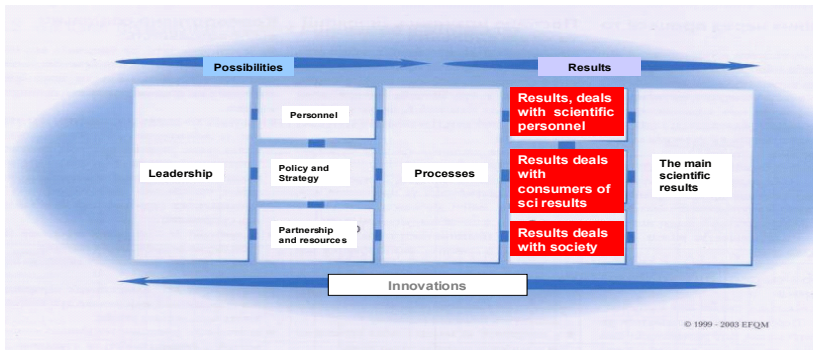 Possibilities
Results
Leadership
Personnel
Policy and
Strategy
Partnership
and resources
Processes
Results, deals
with scientific
personnel
Results deals
with
consumers of
sci results
Results deals
with society
The main
scientific
results
Innovations
© 1999 - 2003 EFQM